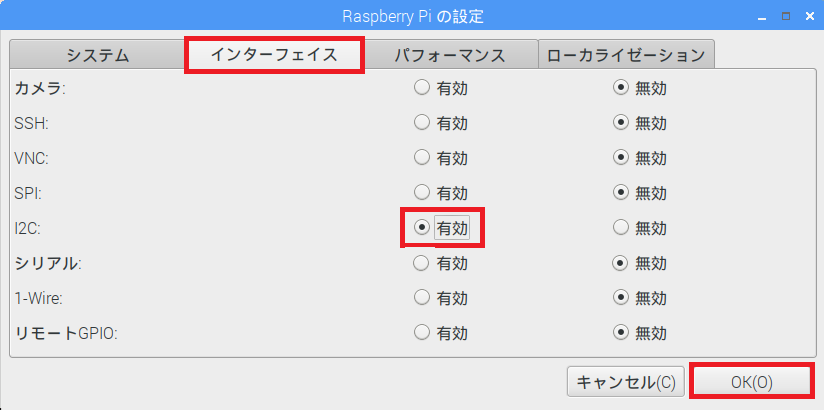 Raspberry Pi の設定
システム インターフェイス パフォーマンス ローカライゼーション
カメラ: 有効 無効
SSH: 有効 無効
VNC: 有効 無効
SPI: 有効 無効
I2C: 有効 無効
シリアル: 有効 無効
1-Wire: 有効 無効
リモートGPIO: 有効 無効
キャンセル(C) OK(O)